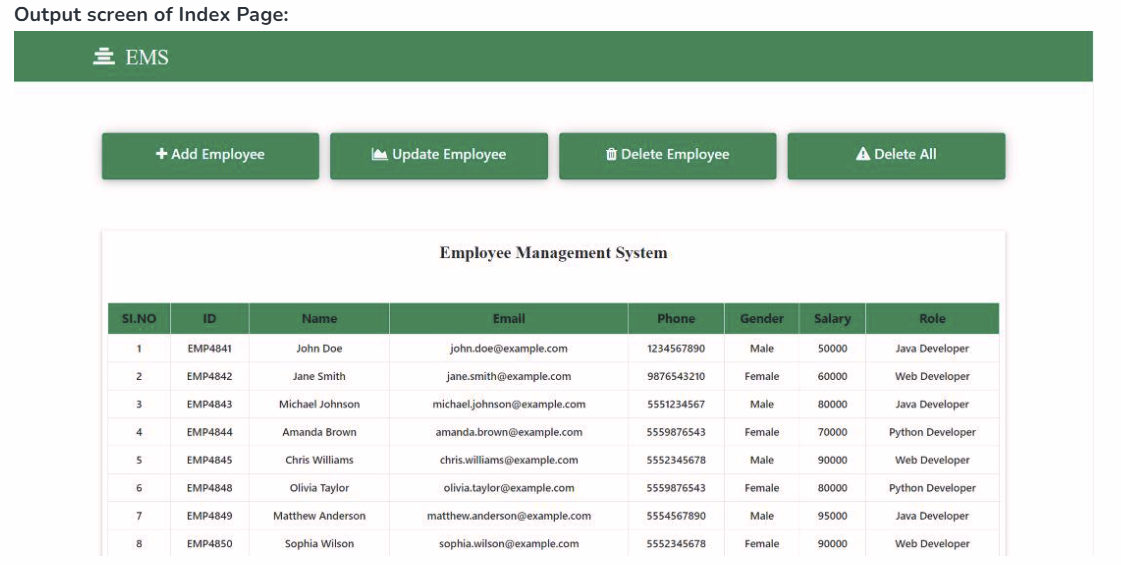 Output screen of Index Page:
EMS
Add Employee Update Employee Delete Employee Delete All
Employee Management System
SI.NO ID Name Email Phone Gender Salary Role
1 EMP4841 John Doe john.doe@example.com 1234567890 Male 50000 Java Developer
2 EMP4842 Jane Smith jane.smith@example.com 9876543210 Female 60000 Web Developer
3 EMP4843 Michael Johnson michael.johnson@example.com 5551234567 Male 80000 Java Developer
4 EMP4844 Amanda Brown amanda.brown@example.com 5559876543 Female 70000 Python Developer
5 EMP4845 Chris Williams chris.williams@example.com 5552345678 Male 90000 Web Developer
6 EMP4848 Olivia Taylor olivia.taylor@example.com 5559876543 Female 80000 Python Developer
7 EMP4849 Matthew Anderson matthew.anderson@example.com 5554567890 Male 95000 Java Developer
8 EMP4850 Sophia Wilson sophia.wilson@example.com 5552345678 Female 90000 Web Developer